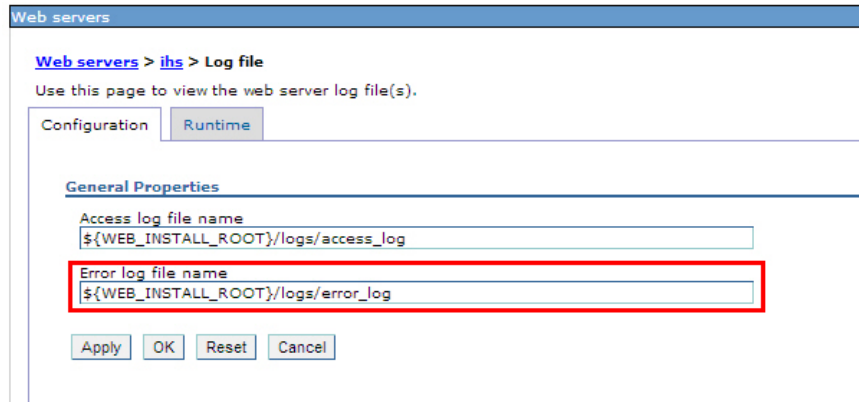 Web servers
Web servers > ihs > Log file
Use this page to view the web server log file(s).
Configuration Runtime
General Properties
Access log file name
${WEB_INSTALL_ROOT}/logs/access_log
Error log file name
${WEB_INSTALL_ROOT}/logs/error_log
Apply OK Reset Cancel